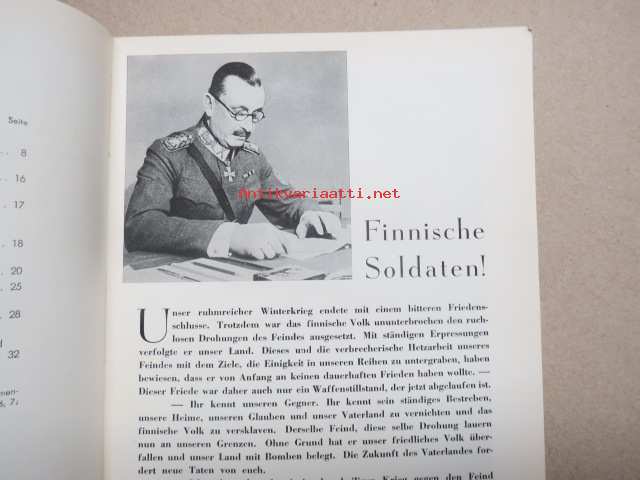 Seite
.. 8
... 16
... 17
... 18
. 20
.. 25
.. 28
32
Antikvariaatti.net
Finnische
Soldaten!
Unser ruhmreicher Winterkrieg endete mit einem bitteren Friedens-
schlusse. Trotzdem war das finnische Volk ununterbrochen den ruch-
losen Drohungen des Feindes ausgesetzt. Mit ständigen Erpressungen
verfolgte er unser Land. Dieses und die verbrecherische Hetzarbeit unseres
Feindes mit dem Ziele, die Einigkeit in unseren Reihen zu untergraben, haben
bewiesen, dass er von Anfang an keinen dauerhaften Frieden haben wollte. —
Dieser Friede war daher auch nur ein Waffenstillstand, der jetzt abgelaufen ist.
— Ihr kennt unseren Gegner. Ihr kennt sein ständiges Bestreben,
unsere Heime, unseren Glauben und unser Vaterland zu vernichten und das
finnische Volk zu versklaven. Derselbe Feind, diese selbe Drohung lauern
nun an unseren Grenzen. Ohne Grund hat er unser friedliches Volk über-
fallen und unser Land mit Bomben belegt. Die Zukunft des Vaterlandes for-
dert neue Taten von euch.
heiliger Krieg gegen den Feind